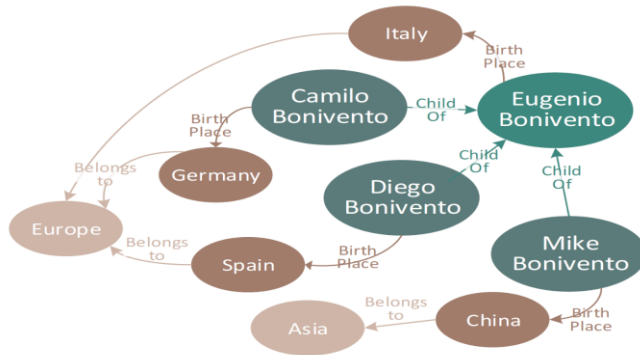 Italy
Birth
Place
Camilo
Bonivento
Child
Of
Eugenio
Bonivento
Birth
Place
Belongs
to
Germany
Child
Of
Child
Of
Diego
Bonivento
Europe
Belongs
to
Spain
Birth
Place
Mike
Bonivento
Belongs
to
Asia
China
Birth
Place